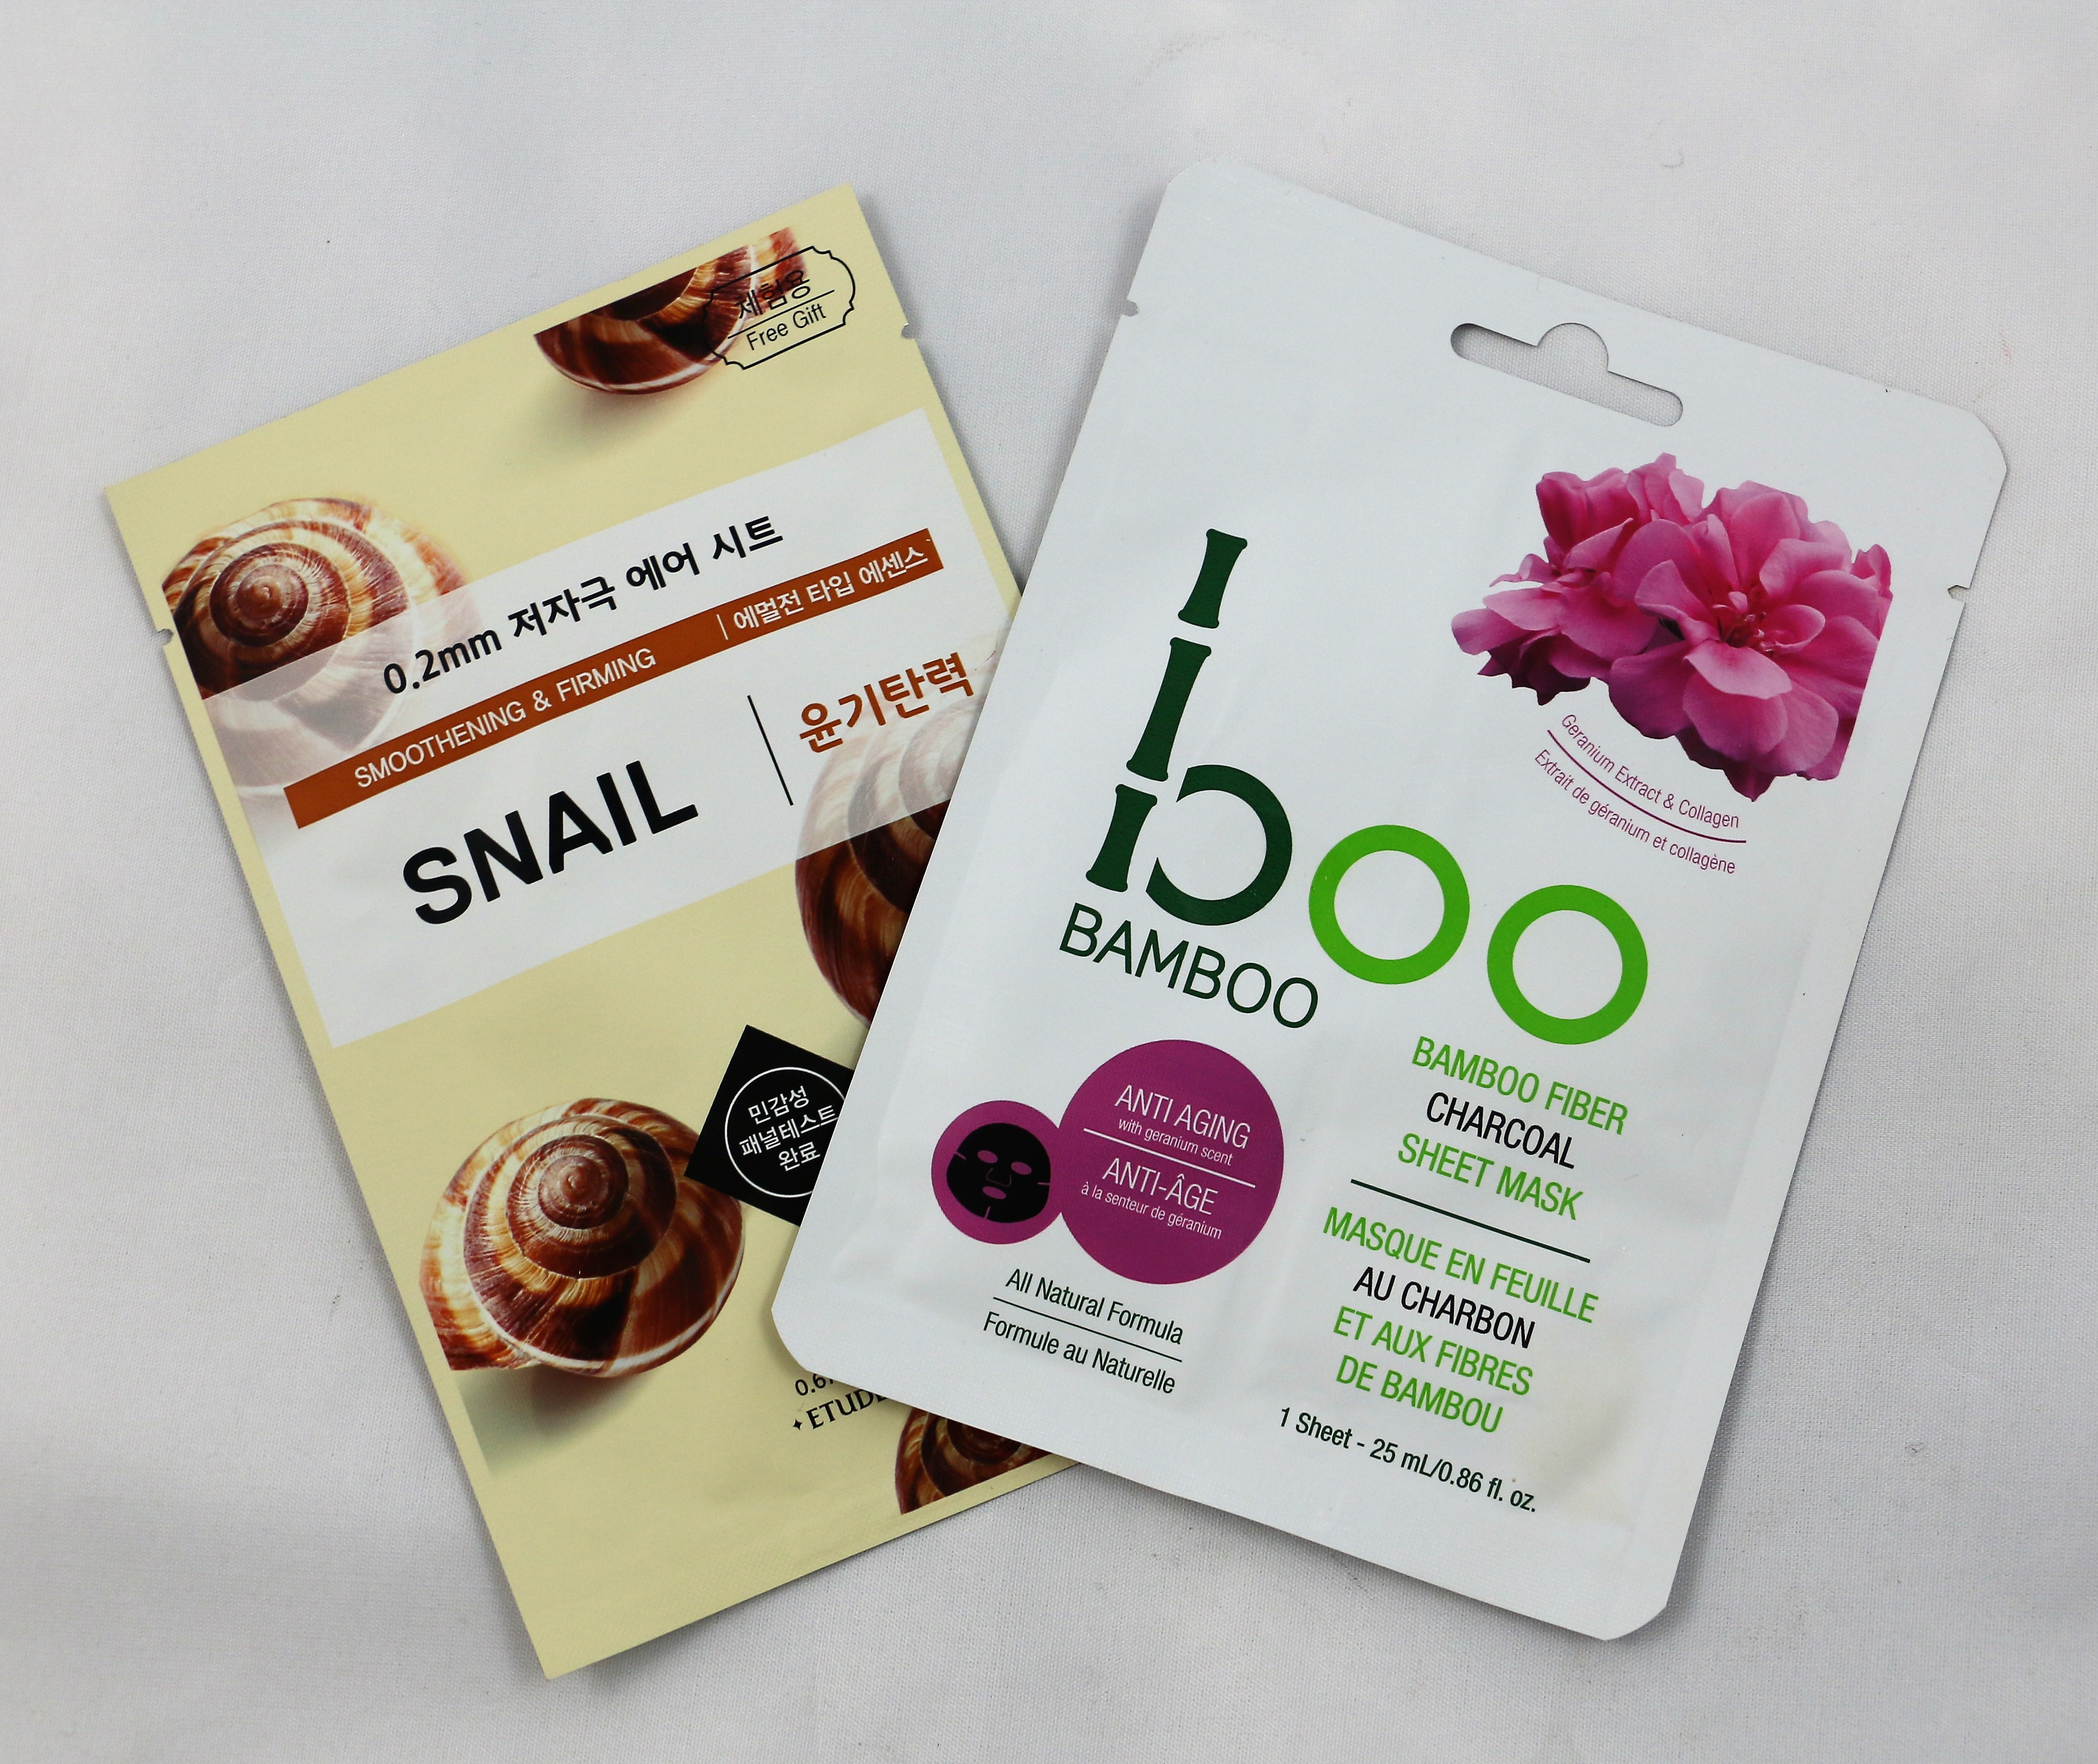 체험용
Free Gift
0.2mm 저자극 에어 시트
SMOOTHENING & FIRMING | 에멀전 타입 에센스
SNAIL | 윤기탄력
민감성
패널테스트
완료
Geranium Extract & Collagen
Extrait de géranium et collagène
boo
BAMBOO
ANTI AGING
with geranium scent
ANTI-ÂGE
à la senteur de géranium
All Natural Formula
Formule au Naturelle
BAMBOO FIBER
CHARCOAL
SHEET MASK
MASQUE EN FEUILLE
AU CHARBON
ET AUX FIBRES
DE BAMBOU
1 Sheet - 25 mL/0.86 fl. oz.